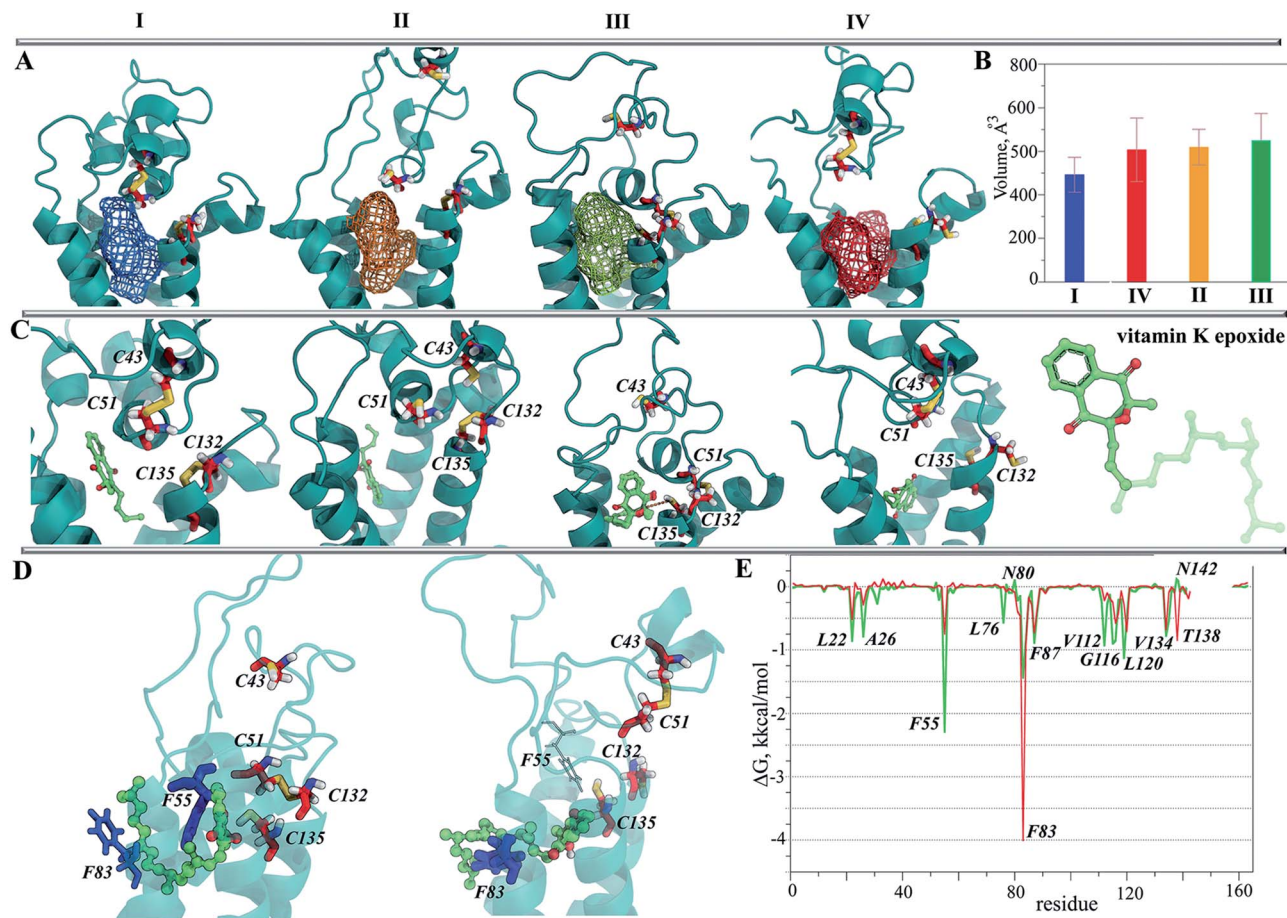 I II III IV
A
B
800
600
500
400
200
0
Volume, Å3
I IV II III
C
C43
C51
C132
C135
C43
C51
C132
C135
C43
C51
C132
C135
C43
C51
C135
C132
vitamin K epoxide
D
C43
C51
F55
C132
C135
F83
C43
C51
C132
F55
C135
F83
E
ΔG, kkcal/mol
0
-1
-2
-3
-4
L22
A26
F55
L76
N80
F83
F87
V112
G116
L120
V134
T138
N142
0 40 80 120 160
residue